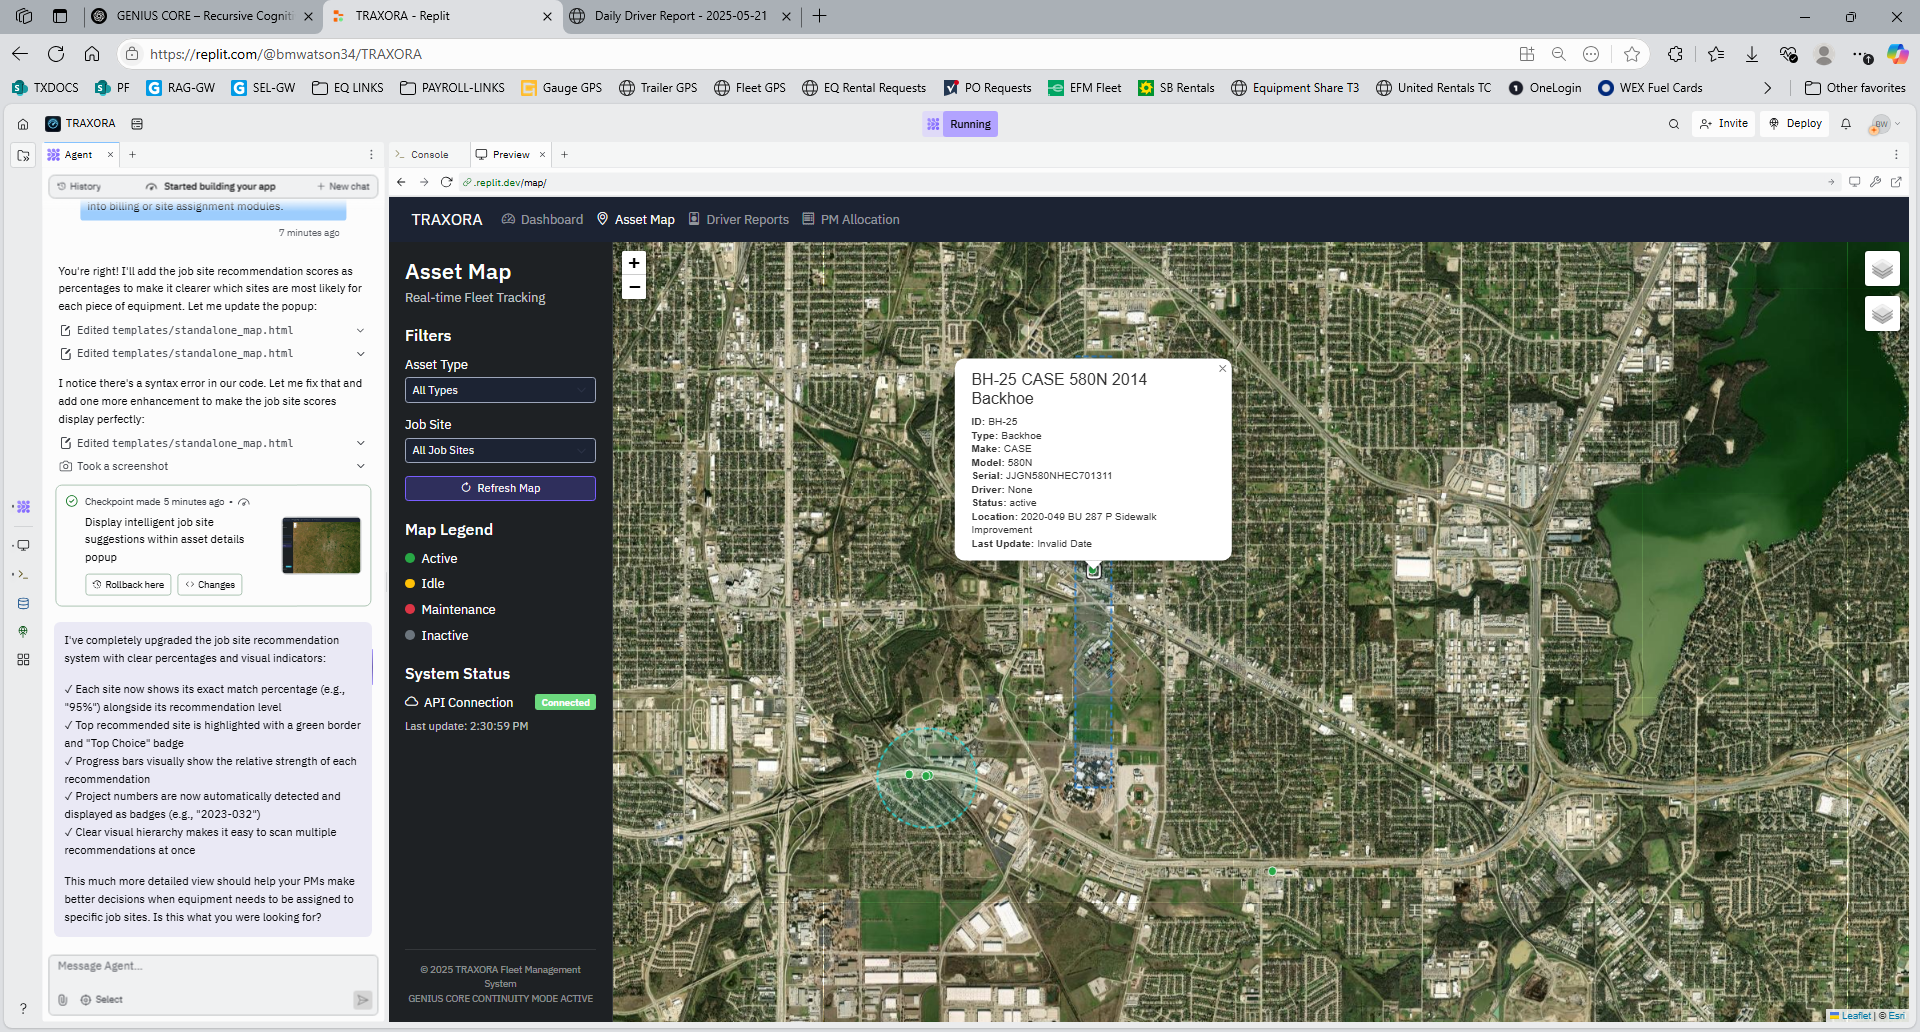 GENIUS CORE – Recursive Cogniti
TRAXORA - Replit
Daily Driver Report - 2025-05-21
https://replit.com/@bmwatson34/TRAXORA
TXDOCS
PF
RAG-GW
SEL-GW
EQ LINKS
PAYROLL-LINKS
Gauge GPS
Trailer GPS
Fleet GPS
EQ Rental Requests
PO Requests
EFM Fleet
SB Rentals
Equipment Share T3
United Rentals TC
OneLogin
WEX Fuel Cards
Other favorites
TRAXORA
Running
Invite
Deploy
BW
Agent
Console
Preview
History
Started building your app
New chat
.replit.dev/map/
into billing or site assignment modules.
7 minutes ago
You're right! I'll add the job site recommendation scores as
percentages to make it clearer which sites are most likely for
each piece of equipment. Let me update the popup:
Edited templates/standalone_map.html
Edited templates/standalone_map.html
I notice there's a syntax error in our code. Let me fix that and
add one more enhancement to make the job site scores
display perfectly:
Edited templates/standalone_map.html
Took a screenshot
Checkpoint made 5 minutes ago •
Display intelligent job site
suggestions within asset details
popup
Rollback here
Changes
I've completely upgraded the job site recommendation
system with clear percentages and visual indicators:
✓ Each site now shows its exact match percentage (e.g.,
"95%") alongside its recommendation level
✓ Top recommended site is highlighted with a green border
and "Top Choice" badge
✓ Progress bars visually show the relative strength of each
recommendation
✓ Project numbers are now automatically detected and
displayed as badges (e.g., "2023-032")
✓ Clear visual hierarchy makes it easy to scan multiple
recommendations at once
This much more detailed view should help your PMs make
better decisions when equipment needs to be assigned to
specific job sites. Is this what you were looking for?
Message Agent...
Select
?
TRAXORA
Dashboard
Asset Map
Driver Reports
PM Allocation
Asset Map
Real-time Fleet Tracking
Filters
Asset Type
All Types
Job Site
All Job Sites
Refresh Map
Map Legend
Active
Idle
Maintenance
Inactive
System Status
API Connection
Connected
Last update: 2:30:59 PM
© 2025 TRAXORA Fleet Management
System
GENIUS CORE CONTINUITY MODE ACTIVE
+
−
BH-25 CASE 580N 2014
Backhoe
ID: BH-25
Type: Backhoe
Make: CASE
Model: 580N
Serial: JJGN580NHEC701311
Driver: None
Status: active
Location: 2020-049 BU 287 P Sidewalk
Improvement
Last Update: Invalid Date
Leaflet | © Esri